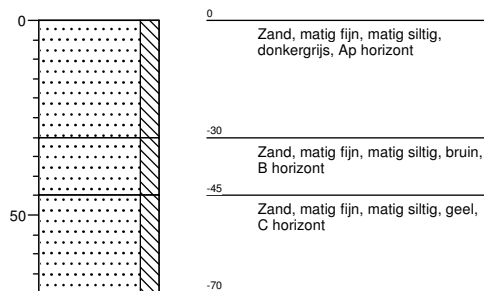 0
0
Zand, matig fijn, matig siltig,
donkergrijs, Ap horizont
-30
Zand, matig fijn, matig siltig, bruin,
B horizont
-45
50
Zand, matig fijn, matig siltig, geel,
C horizont
-70